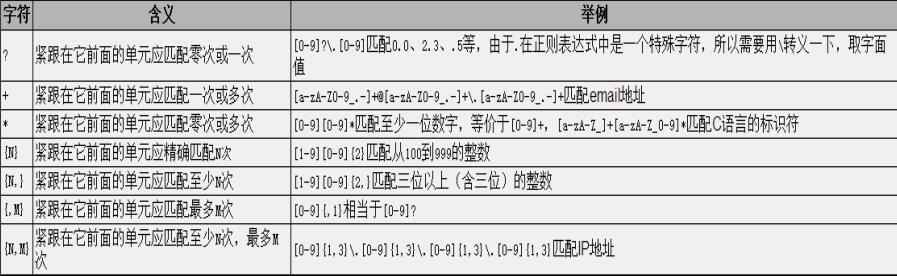 字符 含义 举例
? 紧跟在它前面的单元应匹配零次或一次 [0-9]?\.[0-9]匹配0.0、2.3、.5等，由于.在正则表达式中是一个特殊字符，所以需要用\转义一下，取字面
值
+ 紧跟在它前面的单元应匹配一次或多次 [a-zA-Z0-9_.-]+@[a-zA-Z0-9_.-]+\.[a-zA-Z0-9_.-]+匹配email地址
* 紧跟在它前面的单元应匹配零次或多次 [0-9][0-9]*匹配至少一位数字，等价于[0-9]+，[a-zA-Z_]+[a-zA-Z_0-9]*匹配C语言的标识符
{N} 紧跟在它前面的单元应精确匹配N次 [1-9][0-9]{2}匹配从100到999的整数
{N,} 紧跟在它前面的单元应匹配至少N次 [1-9][0-9]{2,}匹配三位以上（含三位）的整数
{,M} 紧跟在它前面的单元应匹配最多M次 [0-9]{,1}相当于[0-9]?
{N,M} 紧跟在它前面的单元应匹配至少N次，最多M
次 [0-9]{1,3}\.[0-9]{1,3}\.[0-9]{1,3}\.[0-9]{1,3}匹配IP地址